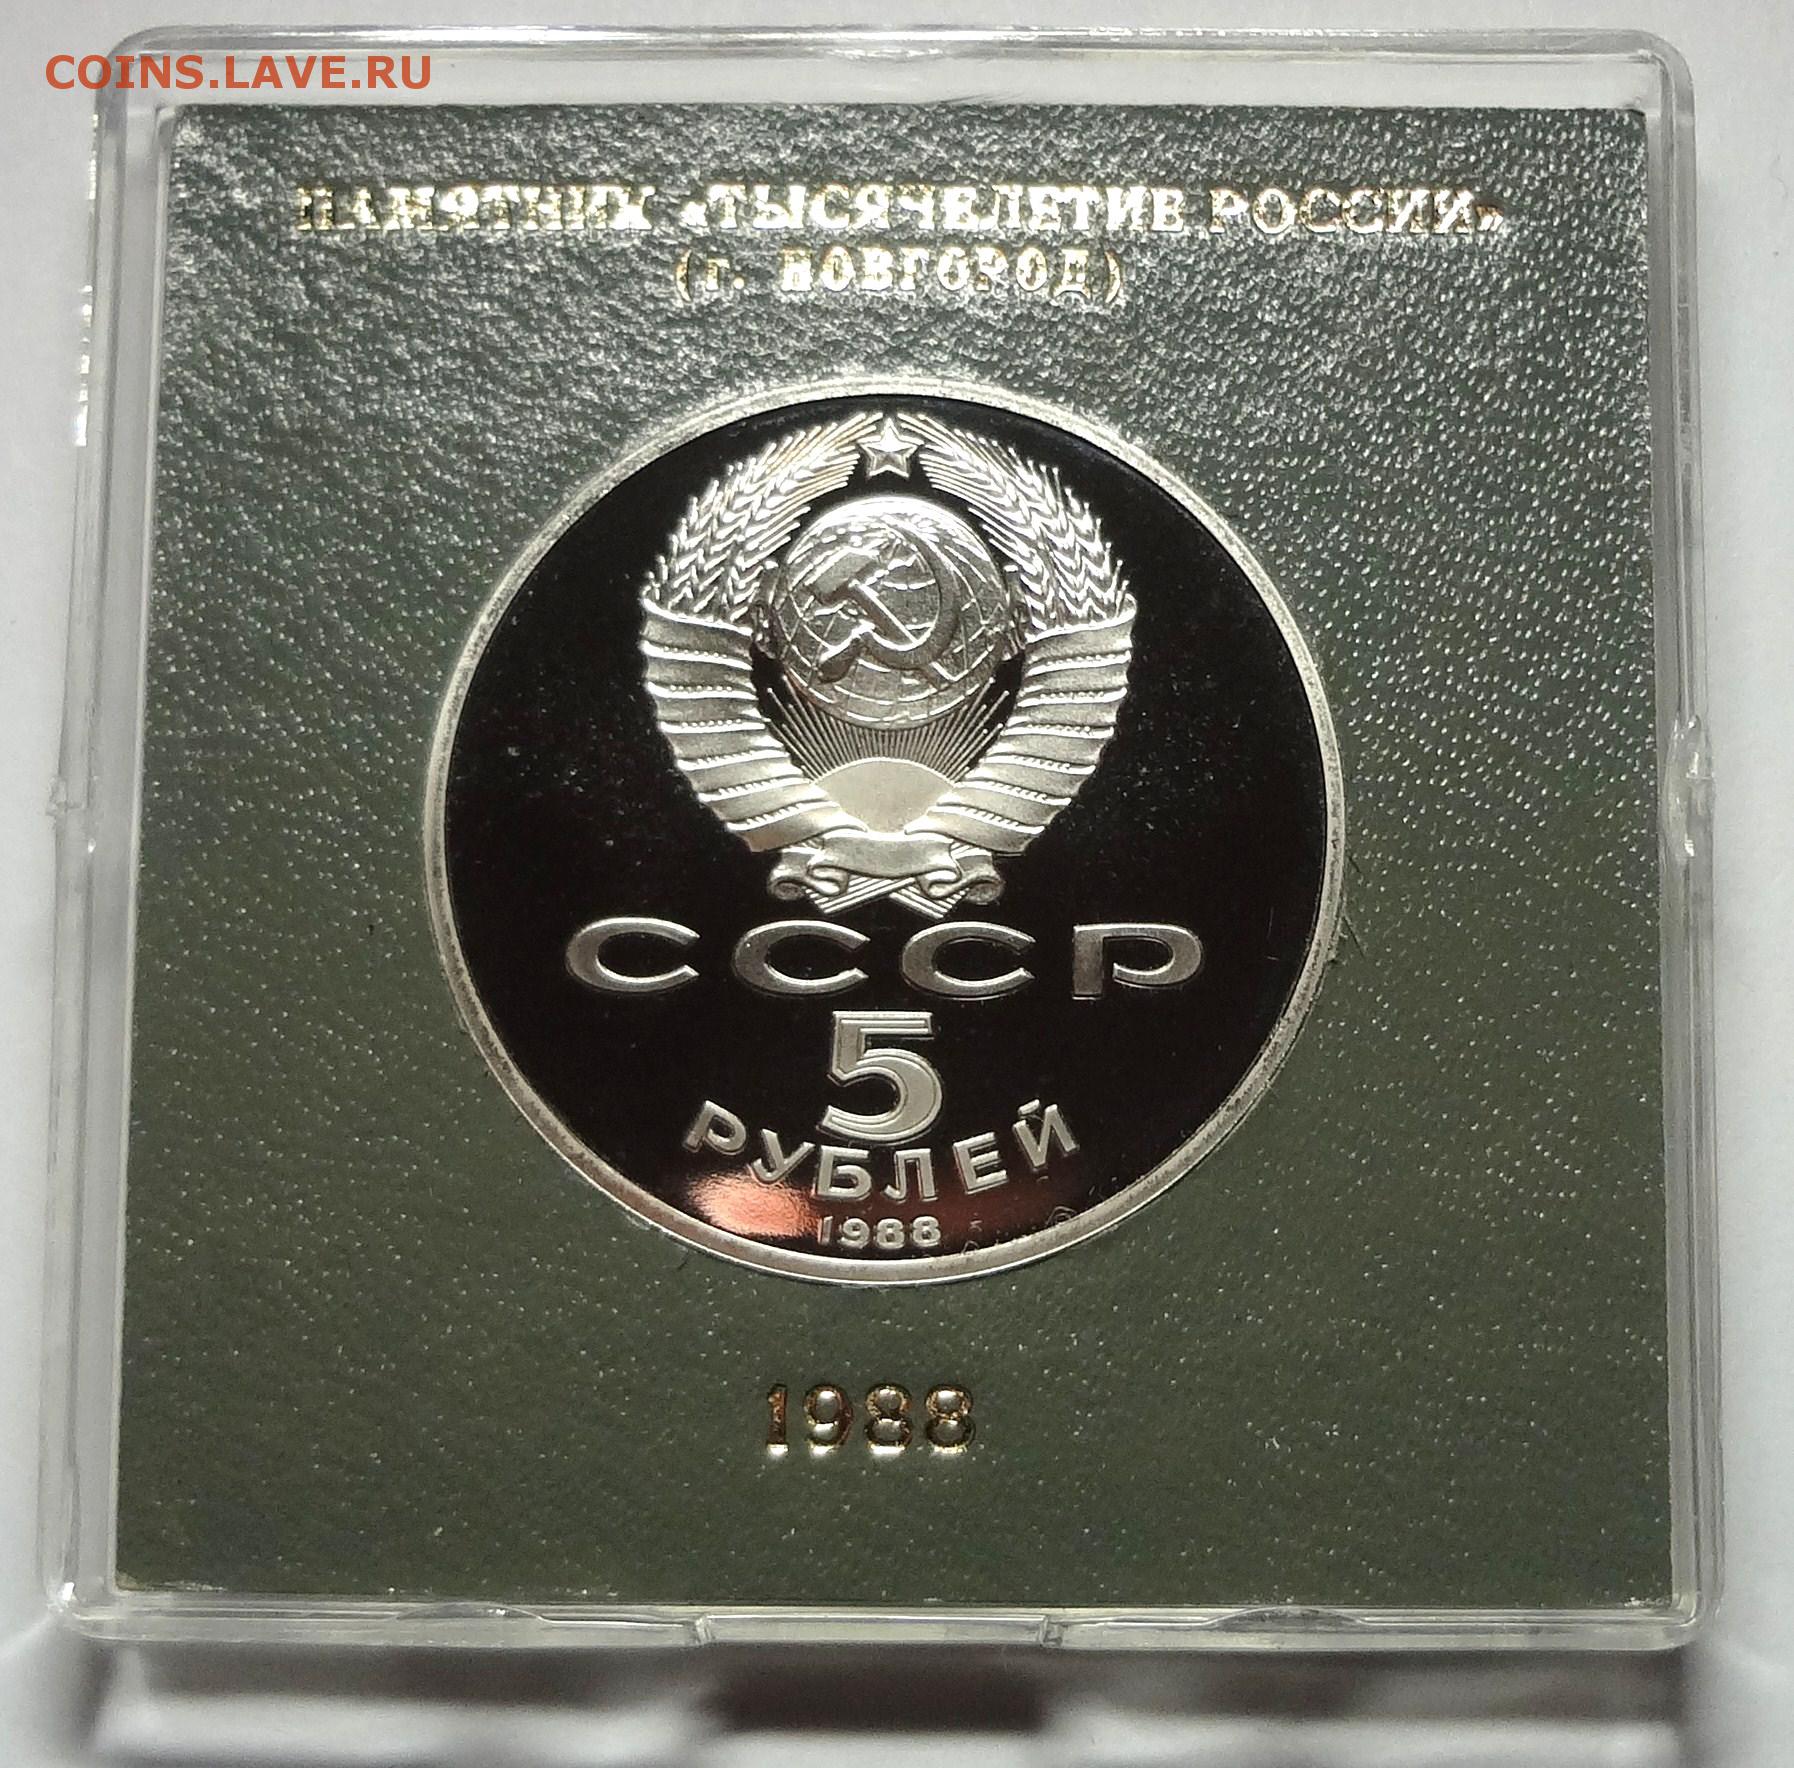 COINS.LAVE.RU
ПАМЯТНИК «ТЫСЯЧЕЛЕТИЕ РОССИИ»
(г. НОВГОРОД)
СССР
5
РУБЛЕЙ
1988
1988